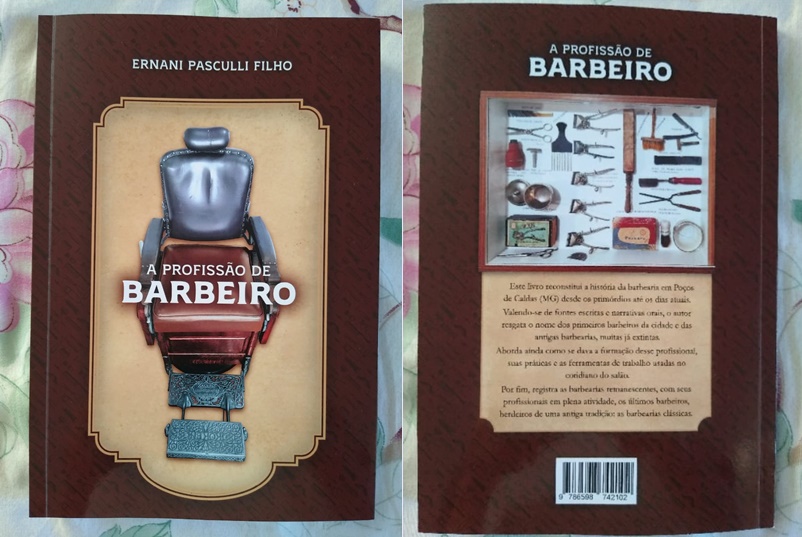 ERNANI PASCULLI FILHO
A PROFISSÃO DE
BARBEIRO
A PROFISSÃO DE
BARBEIRO
Este livro reconstitui a história da barbearia em Poços
de Caldas (MG) desde os primórdios até os dias atuais.
Valendo-se de fontes escritas e narrativas orais, o autor
resgata o nome dos primeiros barbeiros da cidade e das
antigas barbearias, muitas já extintas.
Aborda ainda como se dava a formação desse profissional,
suas práticas e as ferramentas de trabalho usadas no
cotidiano do salão.
Por fim, registra as barbearias remanescentes, com seus
profissionais em plena atividade, os últimos barbeiros,
herdeiros de uma antiga tradição: as barbearias clássicas.
9 786598 742102